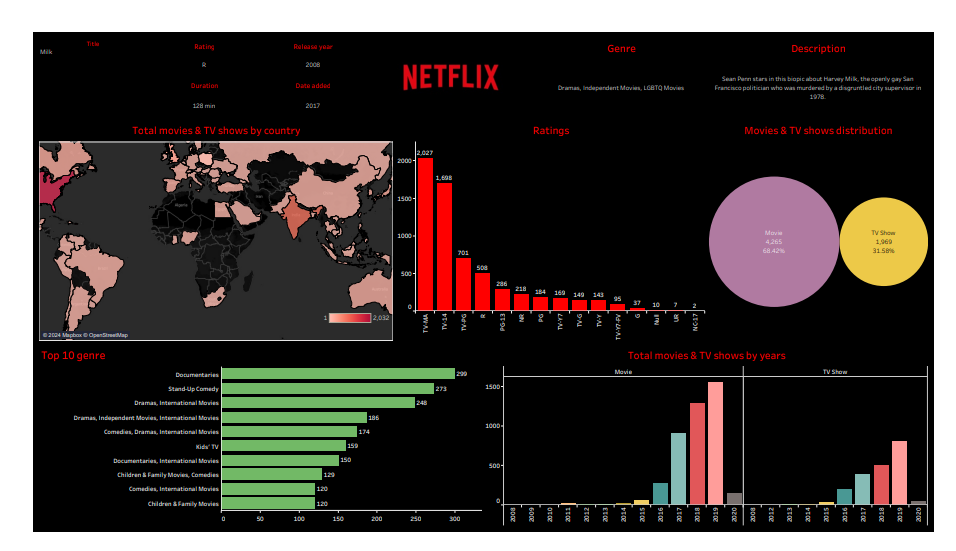 Title
Milk
Rating
R
Release year
2008
Duration
128 min
Date added
2017
NETFLIX
Genre
Dramas, Independent Movies, LGBTQ Movies
Description
Sean Penn stars in this biopic about Harvey Milk, the openly gay San
Francisco politician who was murdered by a disgruntled city supervisor in
1978.
Total movies & TV shows by country
1
2,032
© 2024 Mapbox © OpenStreetMap
Ratings
2000
1500
1000
500
0
2,027
1,698
701
508
286
218
184
169
149
143
95
37
10
7
2
TV-MA
TV-14
TV-PG
R
PG-13
NR
PG
TV-Y7
TV-G
TV-Y
TV-Y7-FV
G
Null
UR
NC-17
Movies & TV shows distribution
Movie
4,265
68.42%
TV Show
1,969
31.58%
Top 10 genre
Documentaries 299
Stand-Up Comedy 273
Dramas, International Movies 248
Dramas, Independent Movies, International Movies 186
Comedies, Dramas, International Movies 174
Kids' TV 159
Documentaries, International Movies 150
Children & Family Movies, Comedies 129
Comedies, International Movies 120
Children & Family Movies 120
0 50 100 150 200 250 300
Total movies & TV shows by years
Movie
TV Show
1500
1000
500
0
2008
2009
2010
2011
2012
2013
2014
2015
2016
2017
2018
2019
2020
2008
2012
2013
2014
2015
2016
2017
2018
2019
2020